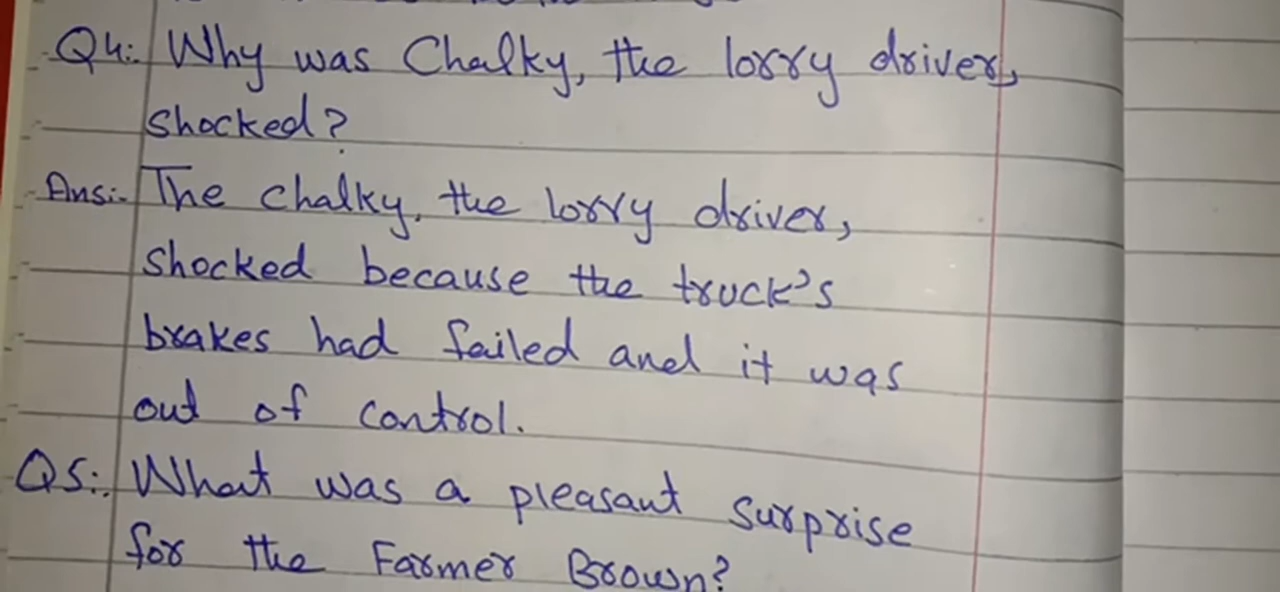 Q4:. Why was Chalky, the lorry driver,
Shocked?
Ans:- The chalky, the lorry driver,
Shocked because the truck's
brakes had failed and it was
out of control.
Q5:. What was a pleasant surprise
for the Farmer Brown?